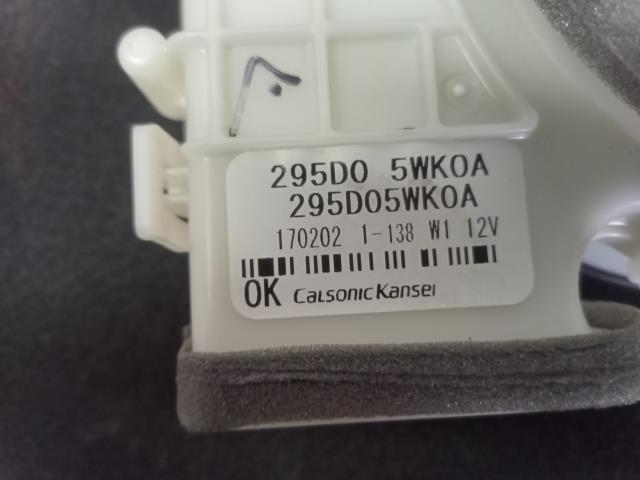 295D0 5WK0A
295D05WK0A
170202 1-138 W1 12V
OK CalsonicKansei